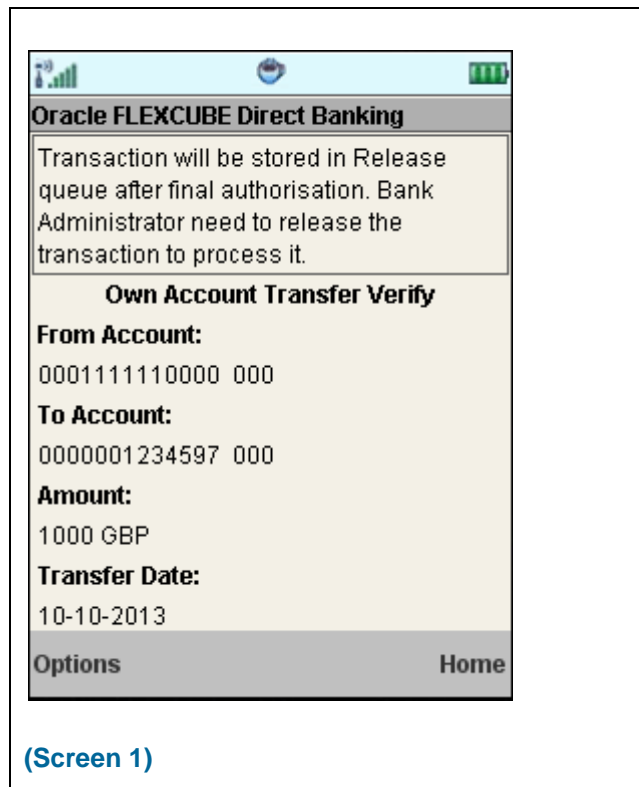 Oracle FLEXCUBE Direct Banking
Transaction will be stored in Release
queue after final authorisation. Bank
Administrator need to release the
transaction to process it.
Own Account Transfer Verify
From Account:
0001111110000 000
To Account:
0000001234597 000
Amount:
1000 GBP
Transfer Date:
10-10-2013
Options Home
(Screen 1)